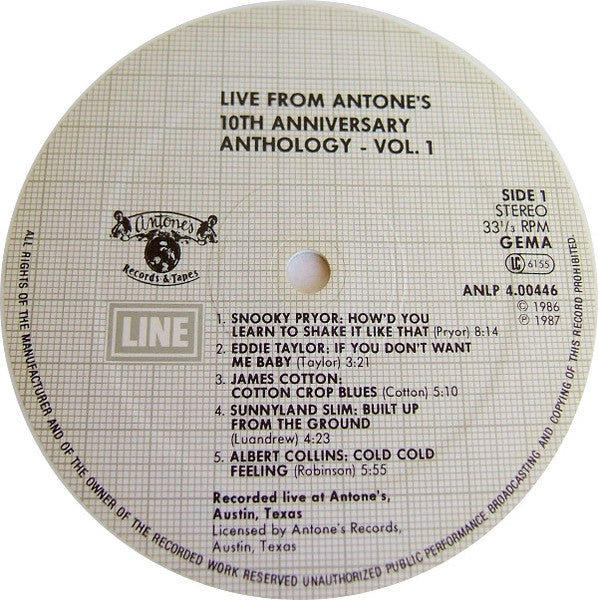 LIVE FROM ANTONE'S
10TH ANNIVERSARY
ANTHOLOGY - VOL. 1
SIDE 1
STEREO
33 1/3 RPM
GEMA
LC 6155
ANLP 4.00446
© 1986
℗ 1987
Antone's
Records & Tapes
LINE
1. SNOOKY PRYOR: HOW'D YOU
LEARN TO SHAKE IT LIKE THAT (Pryor) 8:14
2. EDDIE TAYLOR: IF YOU DON'T WANT
ME BABY (Taylor) 3:21
3. JAMES COTTON:
COTTON CROP BLUES (Cotton) 5:10
4. SUNNYLAND SLIM: BUILT UP
FROM THE GROUND
(Luandrew) 4:23
5. ALBERT COLLINS: COLD COLD
FEELING (Robinson) 5:55
Recorded live at Antone's,
Austin, Texas
Licensed by Antone's Records,
Austin, Texas
ALL RIGHTS OF THE MANUFACTURER AND OF THE OWNER OF THE RECORDED WORK RESERVED UNAUTHORIZED PUBLIC PERFORMANCE, BROADCASTING AND COPYING OF THIS RECORD PROHIBITED.